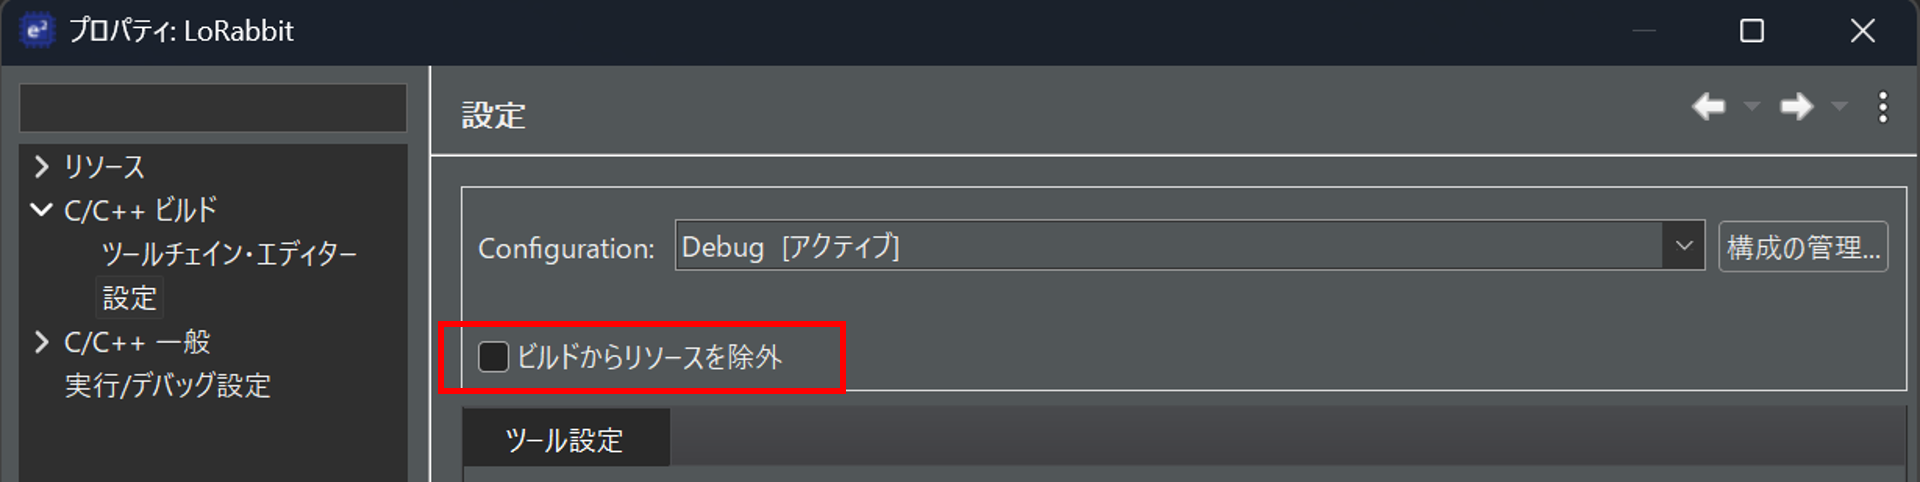 e²
プロパティ: LoRabbit
設定
リソース
C/C++ ビルド
ツールチェイン・エディター
設定
C/C++ 一般
実行/デバッグ設定
Configuration: Debug [アクティブ] 構成の管理...
ビルドからリソースを除外
ツール設定